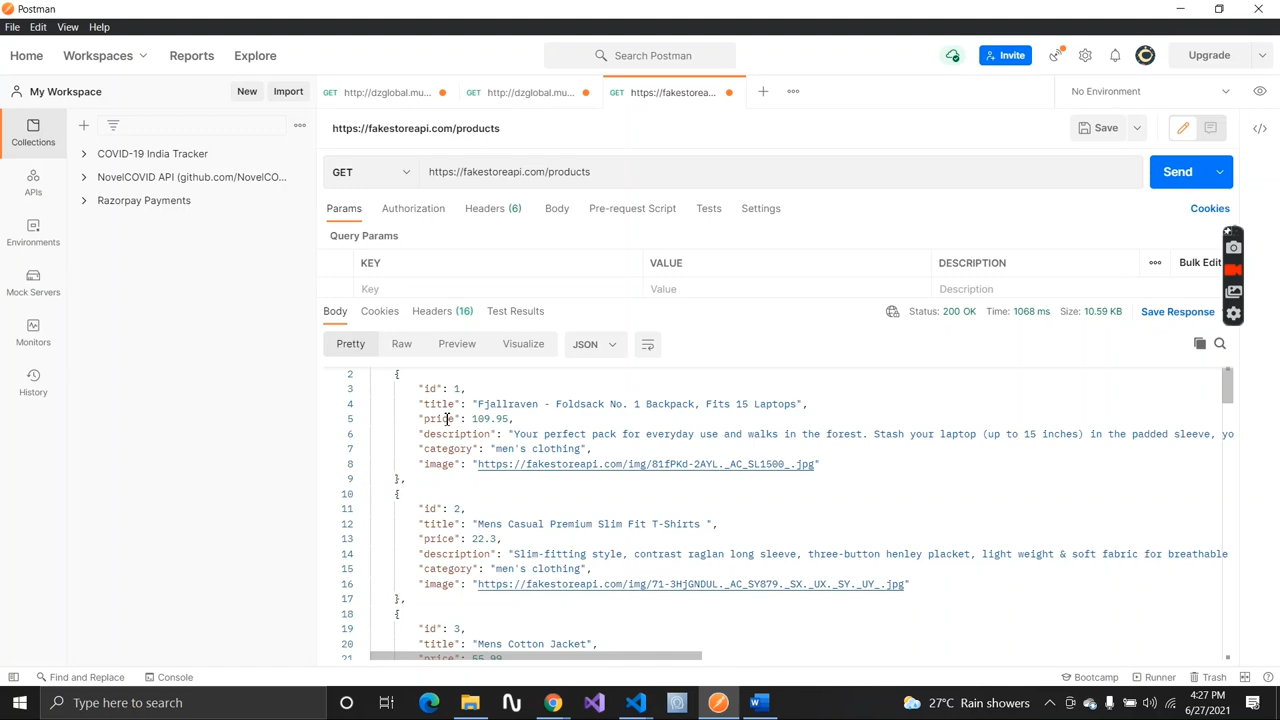 Postman
File Edit View Help
Home Workspaces Reports Explore Search Postman Invite Upgrade
My Workspace New Import GET http://dzglobal.mu... GET http://dzglobal.mu... GET https://fakestorea... No Environment
Collections
APIs
Environments
Mock Servers
Monitors
History
COVID-19 India Tracker
NovelCOVID API (github.com/NovelCO...
Razorpay Payments
https://fakestoreapi.com/products Save
GET https://fakestoreapi.com/products Send
Params Authorization Headers (6) Body Pre-request Script Tests Settings Cookies
Query Params
KEY VALUE DESCRIPTION Bulk Edit
Key Value Description
Body Cookies Headers (16) Test Results Status: 200 OK Time: 1068 ms Size: 10.59 KB Save Response
Pretty Raw Preview Visualize JSON
2 {
3 "id": 1,
4 "title": "Fjallraven - Foldsack No. 1 Backpack, Fits 15 Laptops",
5 "price": 109.95,
6 "description": "Your perfect pack for everyday use and walks in the forest. Stash your laptop (up to 15 inches) in the padded sleeve, yo
7 "category": "men's clothing",
8 "image": "https://fakestoreapi.com/img/81fPKd-2AYL._AC_SL1500_.jpg"
9 },
10 {
11 "id": 2,
12 "title": "Mens Casual Premium Slim Fit T-Shirts ",
13 "price": 22.3,
14 "description": "Slim-fitting style, contrast raglan long sleeve, three-button henley placket, light weight & soft fabric for breathable
15 "category": "men's clothing",
16 "image": "https://fakestoreapi.com/img/71-3HjGNDUL._AC_SY879._SX._UX._SY._UY_.jpg"
17 },
18 {
19 "id": 3,
20 "title": "Mens Cotton Jacket",
21 "price": 55.99
Find and Replace Console Bootcamp Runner Trash
Type here to search 27°C Rain showers 4:27 PM
6/27/2021